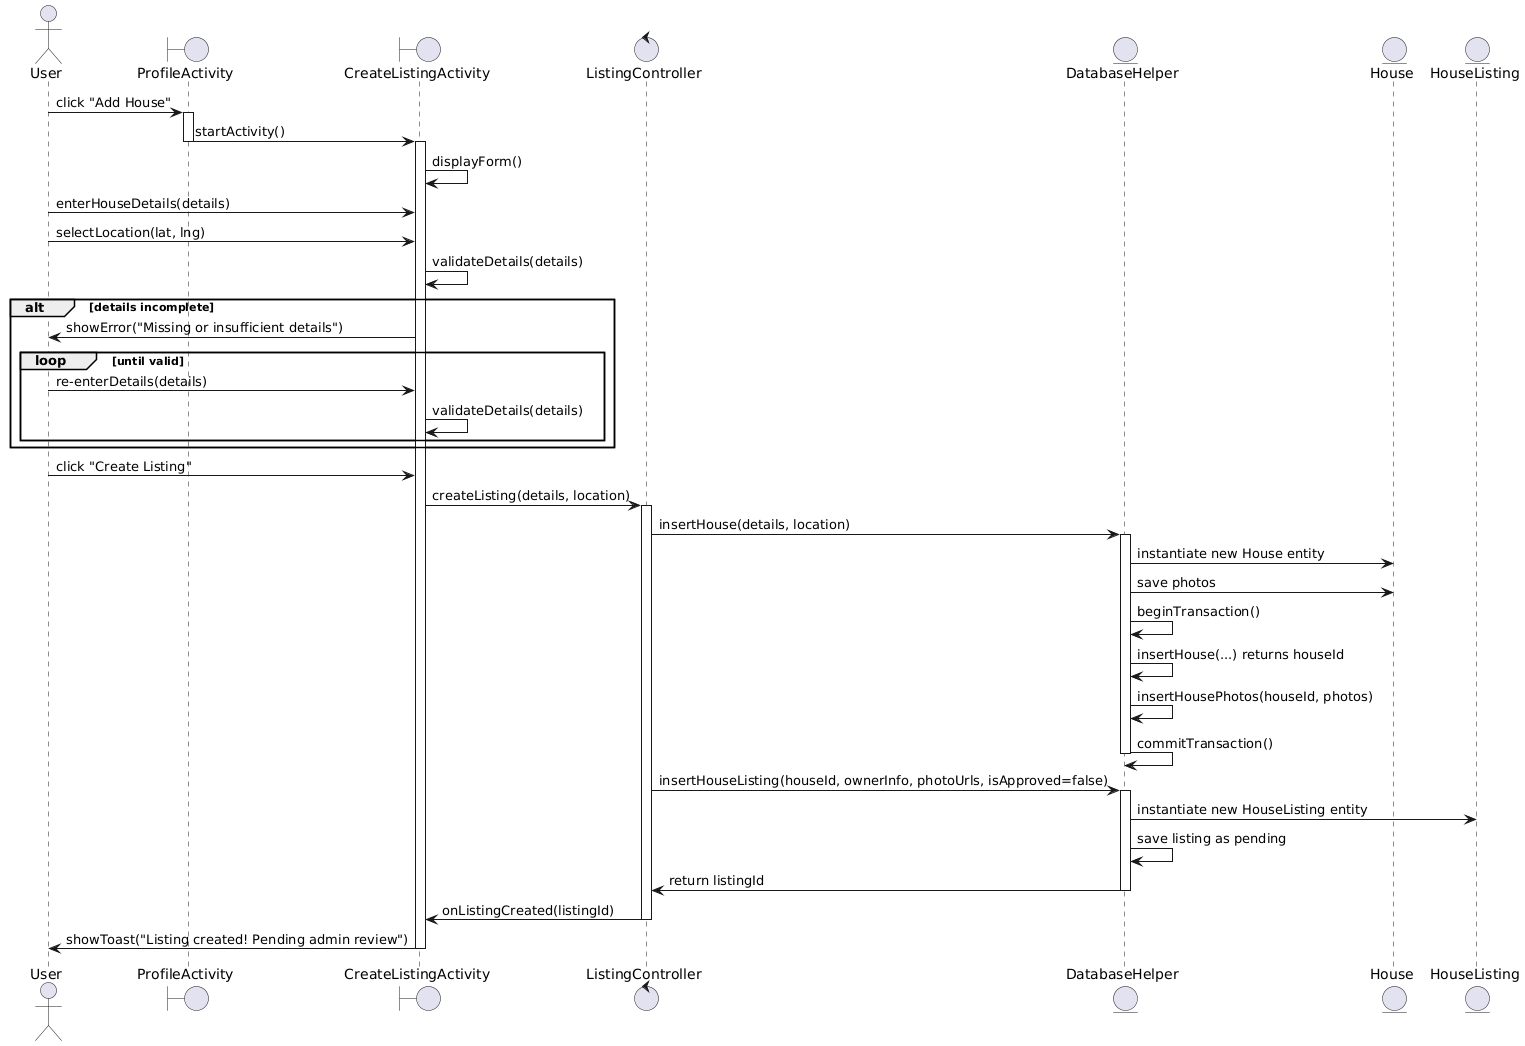 User
ProfileActivity
CreateListingActivity
ListingController
DatabaseHelper
House
HouseListing
click "Add House"
startActivity()
displayForm()
enterHouseDetails(details)
selectLocation(lat, lng)
validateDetails(details)
alt [details incomplete]
showError("Missing or insufficient details")
loop [until valid]
re-enterDetails(details)
validateDetails(details)
click "Create Listing"
createListing(details, location)
insertHouse(details, location)
instantiate new House entity
save photos
beginTransaction()
insertHouse(...) returns houseId
insertHousePhotos(houseId, photos)
commitTransaction()
insertHouseListing(houseId, ownerInfo, photoUrls, isApproved=false)
instantiate new HouseListing entity
save listing as pending
return listingId
onListingCreated(listingId)
showToast("Listing created! Pending admin review")
User
ProfileActivity
CreateListingActivity
ListingController
DatabaseHelper
House
HouseListing